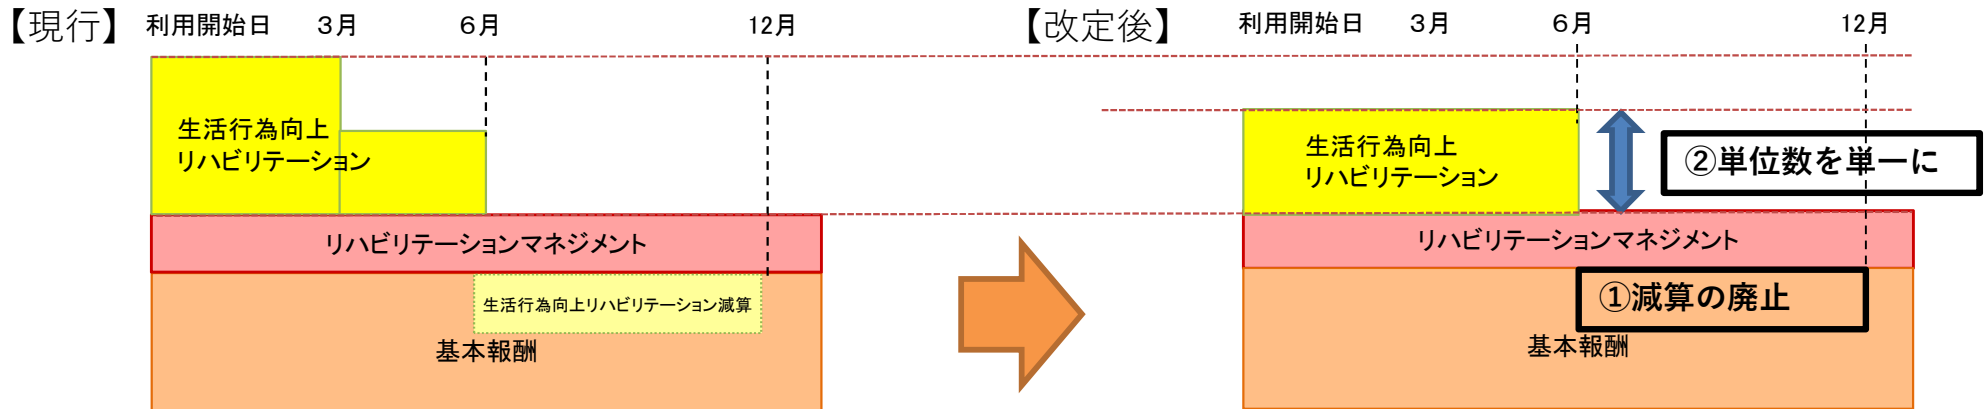 【現行】 利用開始日 3月 6月 12月
生活行為向上
リハビリテーション
リハビリテーションマネジメント
生活行為向上リハビリテーション減算
基本報酬
【改定後】 利用開始日 3月 6月 12月
生活行為向上
リハビリテーション
②単位数を単一に
リハビリテーションマネジメント
①減算の廃止
基本報酬